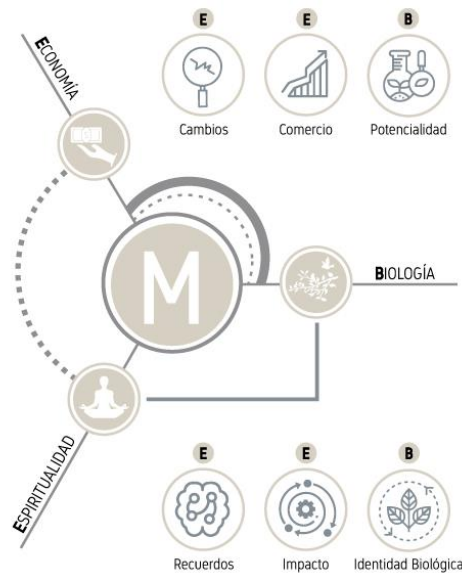 E E B
Cambios Comercio Potencialidad
ECONOMÍA
M
BIOLOGÍA
ESPIRITUALIDAD
E E B
Recuerdos Impacto Identidad Biológica